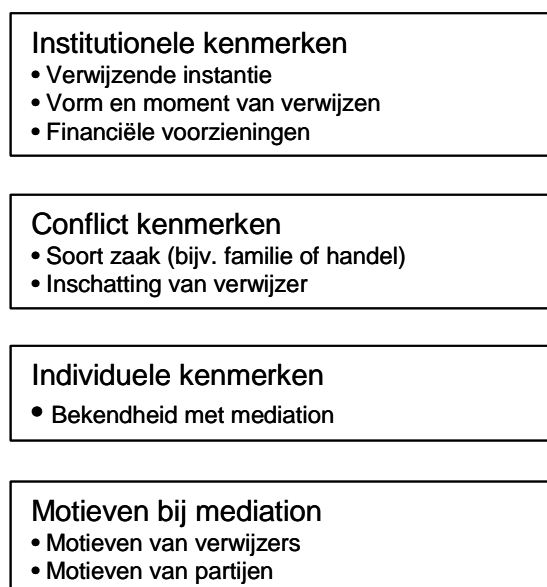 Institutionele kenmerken
• Verwijzende instantie
• Vorm en moment van verwijzen
• Financiële voorzieningen
Conflict kenmerken
• Soort zaak (bijv. familie of handel)
• Inschatting van verwijzer
Individuele kenmerken
• Bekendheid met mediation
Motieven bij mediation
• Motieven van verwijzers
• Motieven van partijen